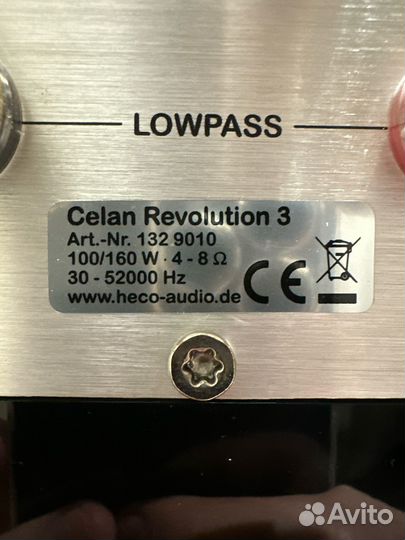 LOWPASS
Celan Revolution 3
Art.-Nr. 132 9010
100/160 W · 4 - 8 Ω
30 - 52000 Hz
www.heco-audio.de
CE
Avito